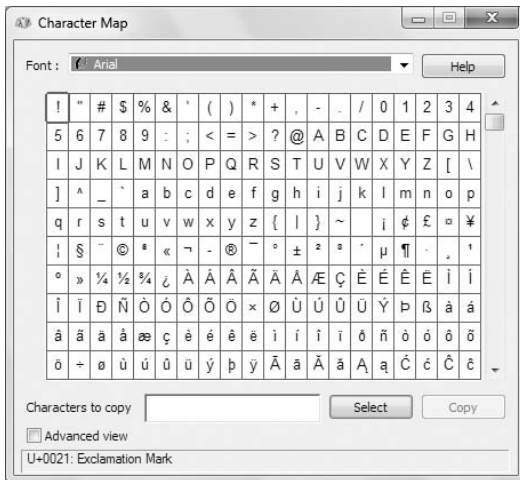 Character Map
Font : Arial Help
! " # $ % & ' ( ) * + , - . / 0 1 2 3 4
5 6 7 8 9 : ; < = > ? @ A B C D E F G H
I J K L M N O P Q R S T U V W X Y Z [ \
] ^ _ ` a b c d e f g h i j k l m n o p
q r s t u v w x y z { | } ~ ¡ ¢ £ ¤ ¥
¦ § ¨ © ª « ¬ - ® ¯ ° ± ² ³ ´ µ ¶ · ¸ ¹
º » ¼ ½ ¾ ¿ À Á Â Ã Ä Å Æ Ç È É Ê Ë Ì Í
Î Ï Ð Ñ Ò Ó Ô Õ Ö × Ø Ù Ú Û Ü Ý Þ ß à á
â ã ä å æ ç è é ê ë ì í î ï ð ñ ò ó ô õ
ö ÷ ø ù ú û ü ý þ ÿ Ā ā Ă ă Ą ą Ć ć Ĉ ĉ
Characters to copy Select Copy
Advanced view
U+0021: Exclamation Mark